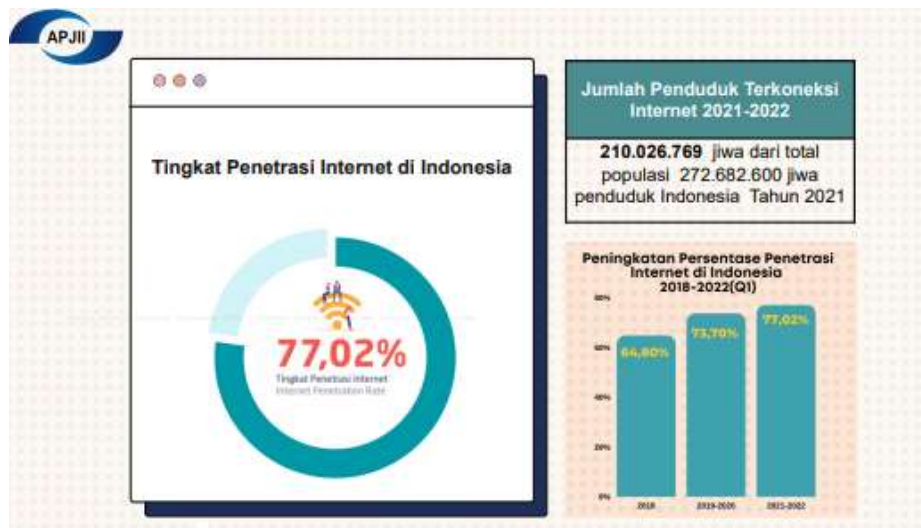 APJII
Tingkat Penetrasi Internet di Indonesia
77,02%
Tingkat Penetrasi Internet
Internet Penetration Rate
Jumlah Penduduk Terkoneksi
Internet 2021-2022
210.026.769 jiwa dari total
populasi 272.682.600 jiwa
penduduk Indonesia Tahun 2021
Peningkatan Persentase Penetrasi
Internet di Indonesia
2018-2022(Q1)
80%
60%
40%
20%
0%
64,80%
73,70%
77,02%
2018
2019-2020
2021-2022